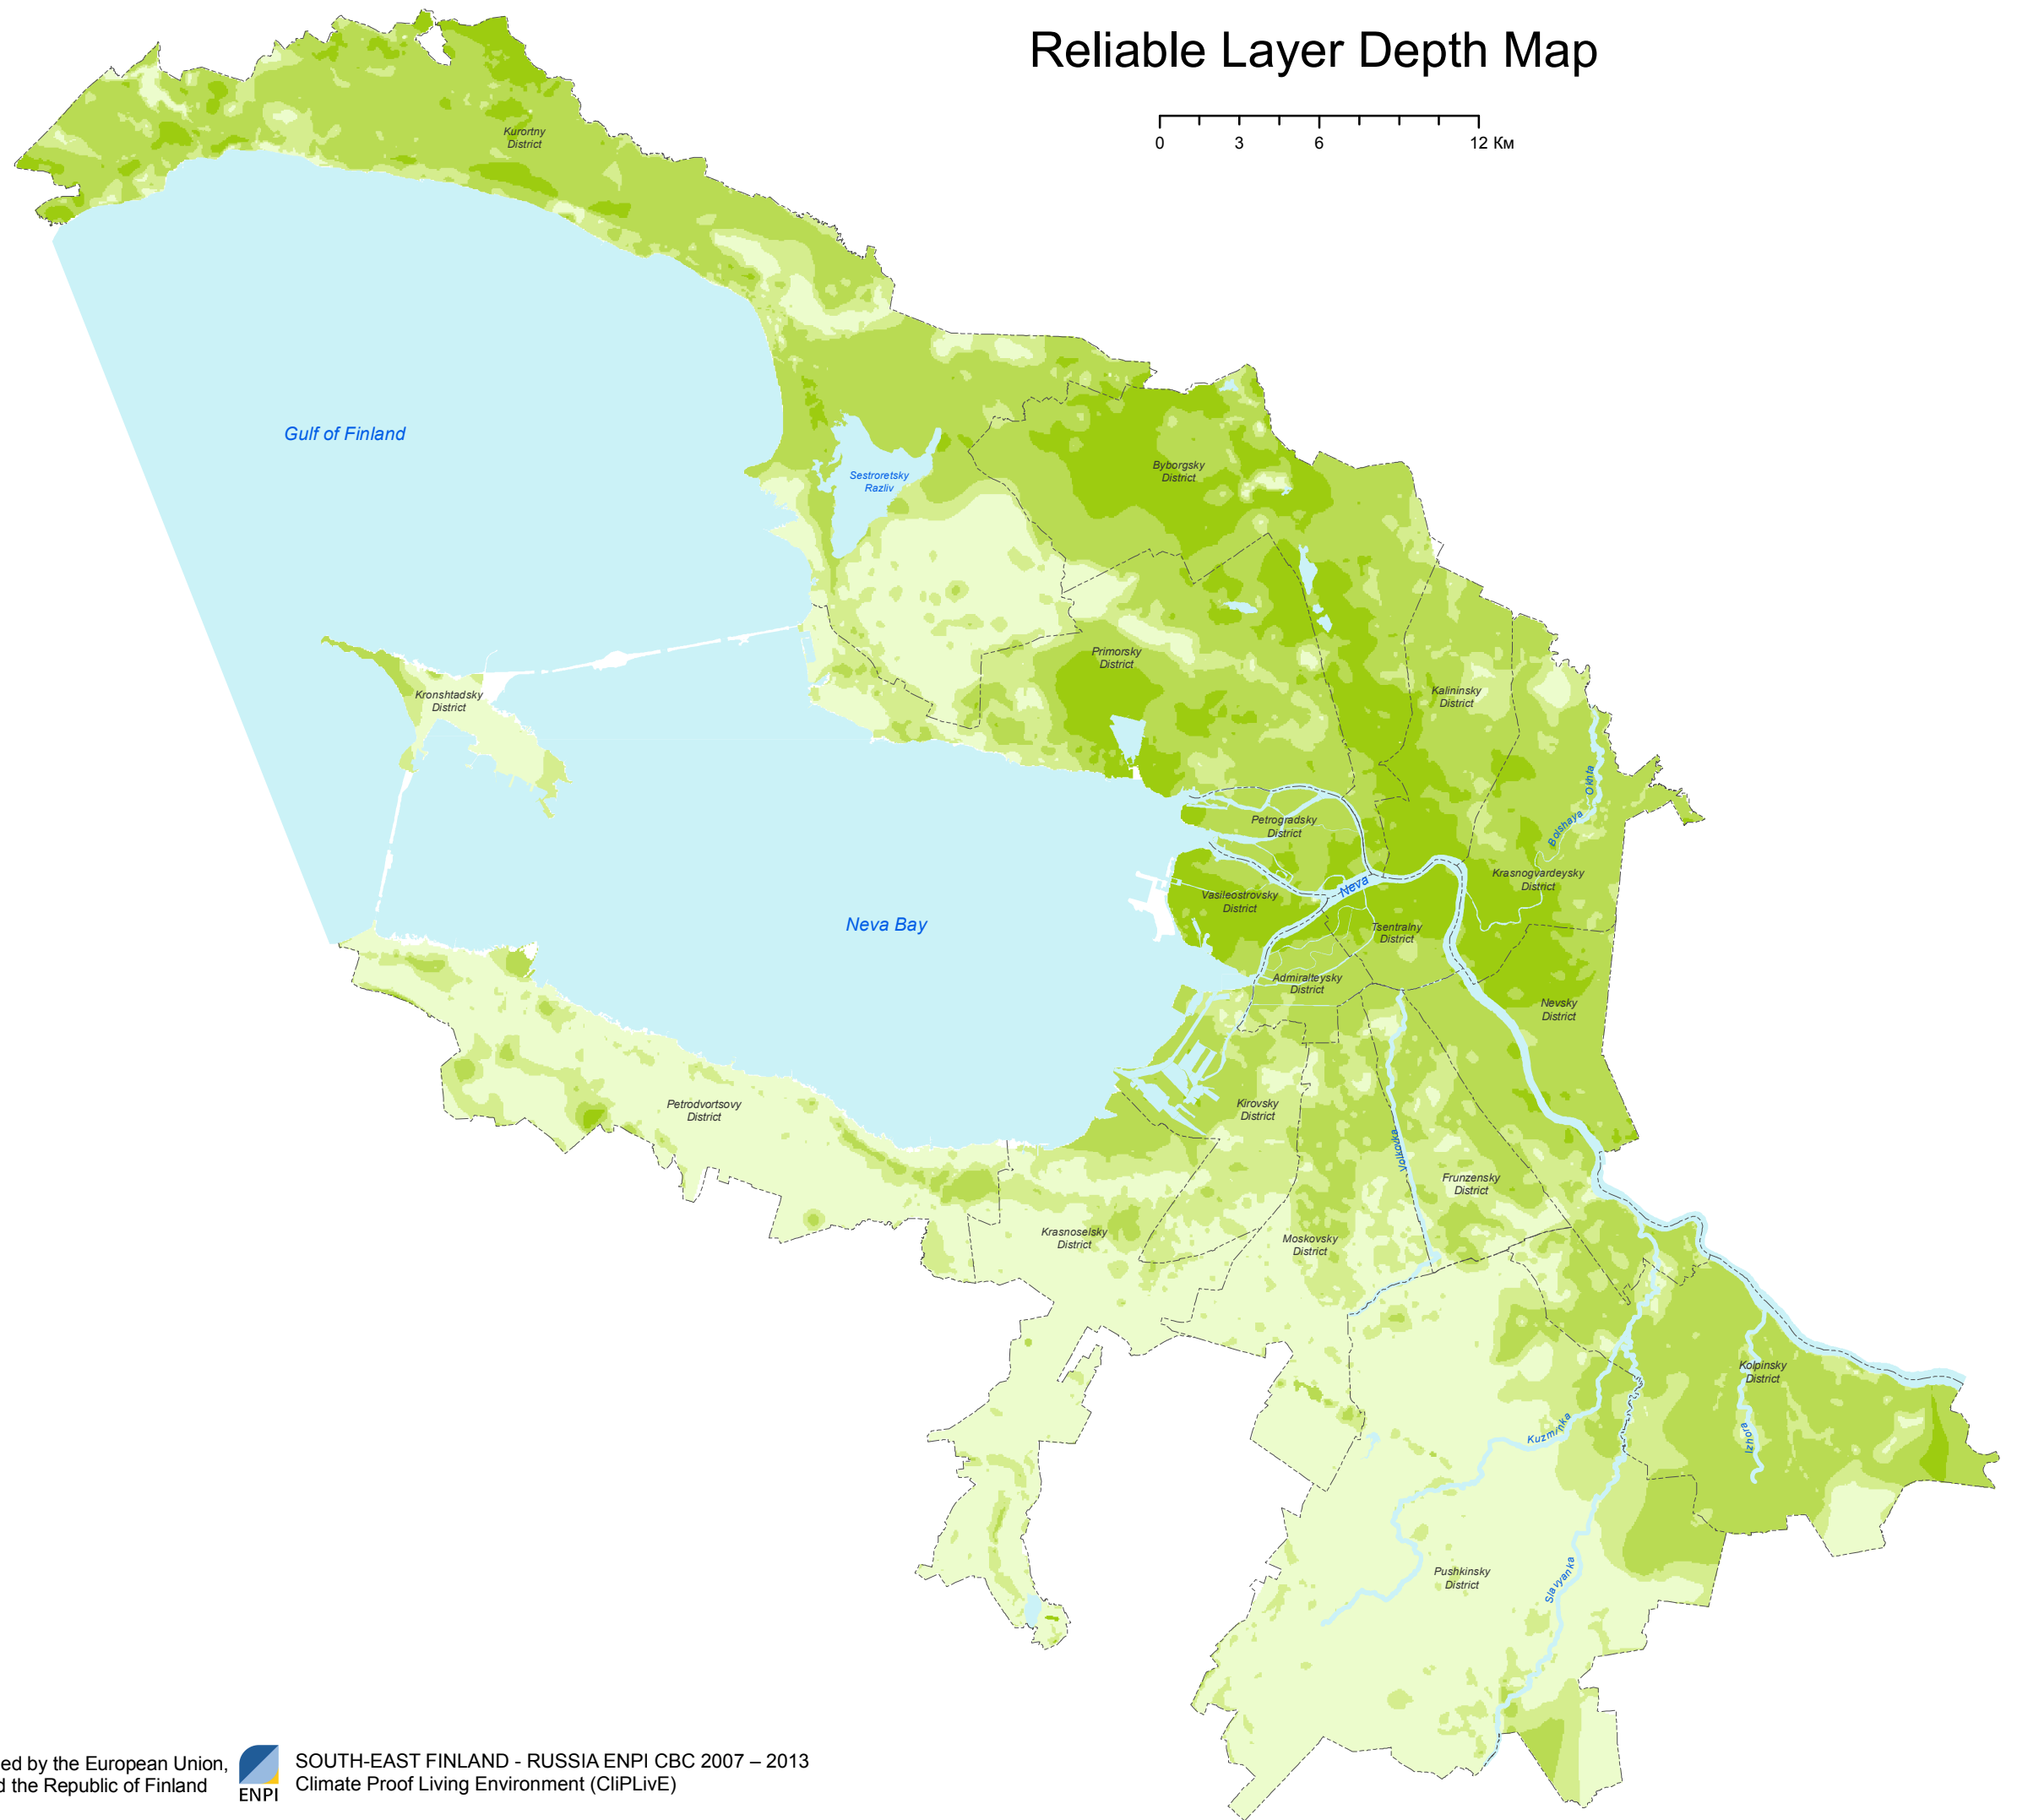 Reliable Layer Depth Map
0 3 6 12 Км
Kurortny
District
Gulf of Finland
Sestroretsky
Razliv
Byborgsky
District
Primorsky
District
Kronshtadsky
District
Kalininsky
District
Bolshaya Okhta
Petrogradsky
District
Krasnogvardeysky
District
Neva
Vasileostrovsky
District
Neva Bay
Tsentralny
District
Admiralteysky
District
Nevsky
District
Petrodvortsovy
District
Kirovsky
District
Volkovka
Frunzensky
District
Krasnoselsky
District
Moskovsky
District
Kolpinsky
District
Kuzminka
Izhora
Pushkinsky
District
Slavyanka
ed by the European Union,
d the Republic of Finland
ENPI
SOUTH-EAST FINLAND - RUSSIA ENPI CBC 2007 – 2013
Climate Proof Living Environment (CliPLivE)